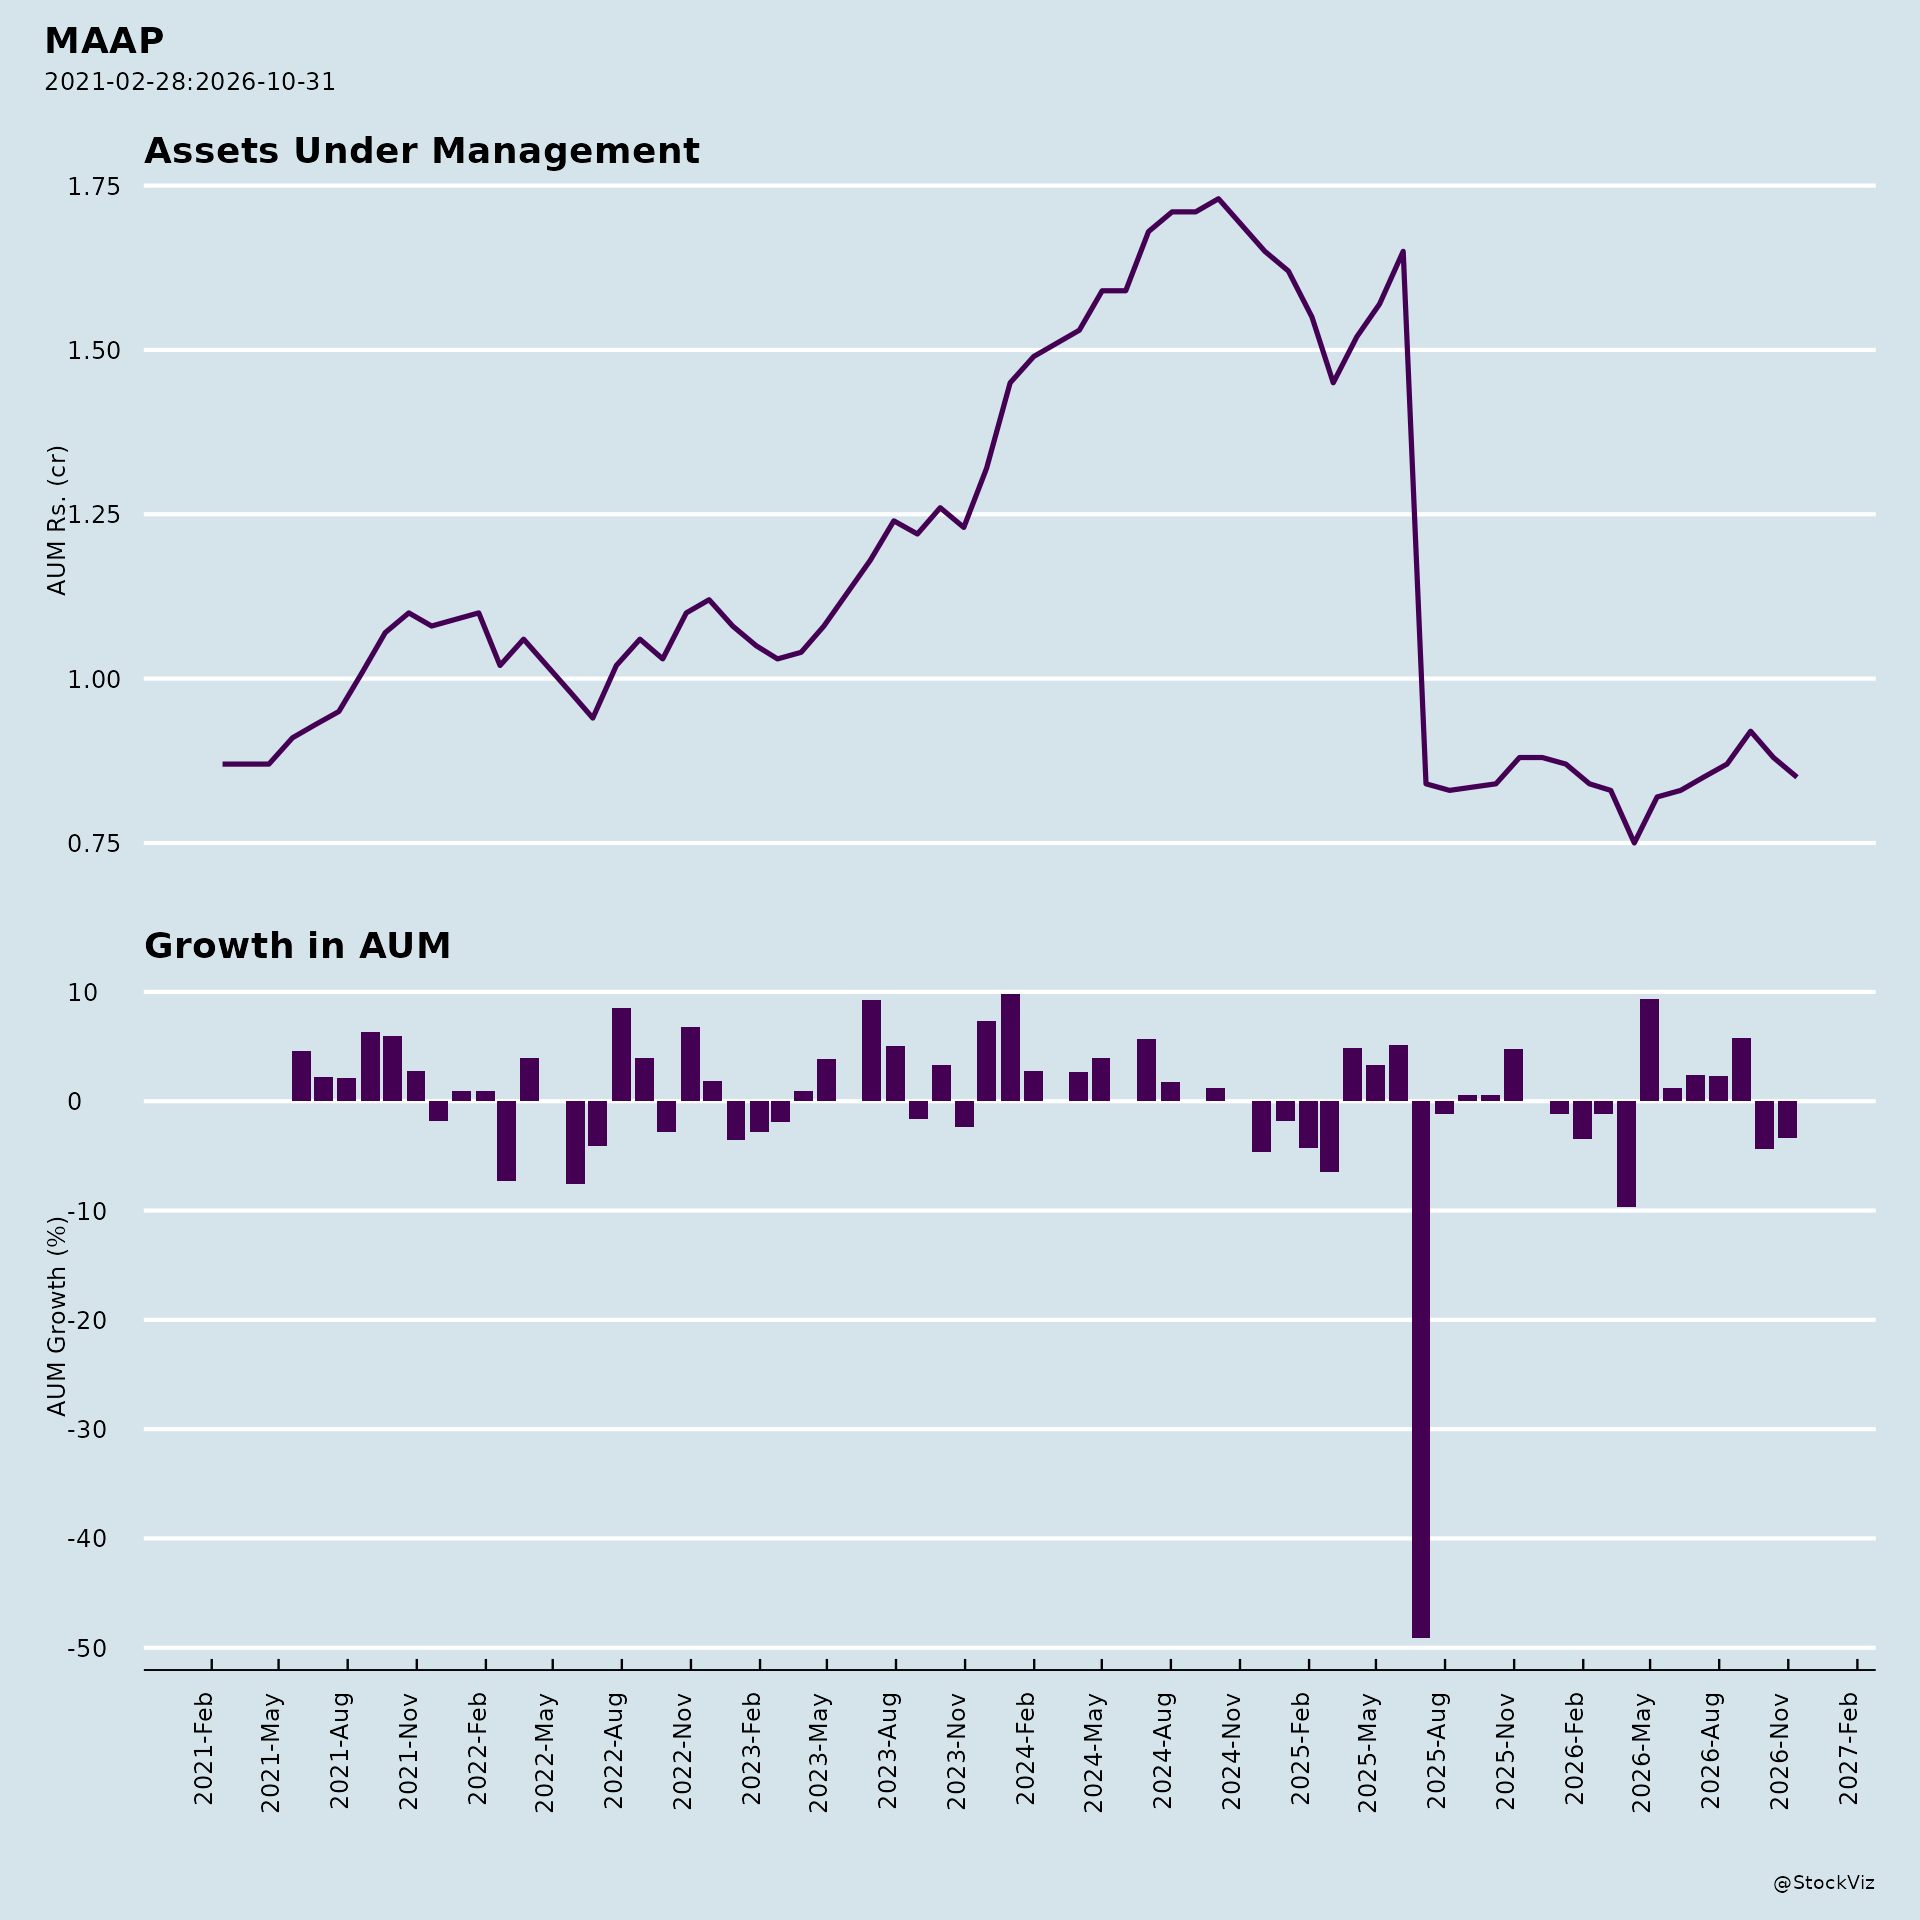 MAAP
2021-02-28:2026-10-31
Assets Under Management
AUM Rs. (cr)
1.75
1.50
1.25
1.00
0.75
Growth in AUM
AUM Growth (%)
10
0
-10
-20
-30
-40
-50
2021-Feb
2021-May
2021-Aug
2021-Nov
2022-Feb
2022-May
2022-Aug
2022-Nov
2023-Feb
2023-May
2023-Aug
2023-Nov
2024-Feb
2024-May
2024-Aug
2024-Nov
2025-Feb
2025-May
2025-Aug
2025-Nov
2026-Feb
2026-May
2026-Aug
2026-Nov
2027-Feb
@StockViz